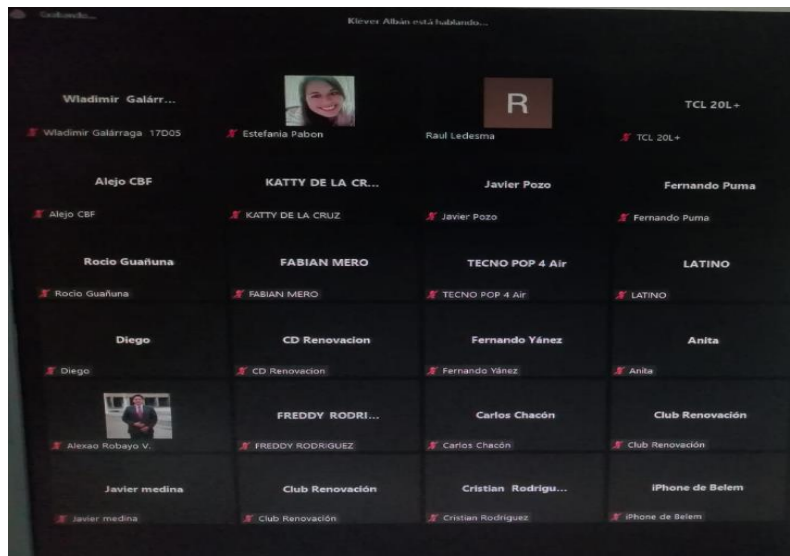 Grabando...
Klever Albán está hablando...
Wladimir Galárr...
R
TCL 20L+
Wladimir Galárraga 17D05
Estefania Pabon
Raul Ledesma
TCL 20L+
Alejo CBF
KATTY DE LA CR...
Javier Pozo
Fernando Puma
Alejo CBF
KATTY DE LA CRUZ
Javier Pozo
Fernando Puma
Rocio Guañuna
FABIAN MERO
TECNO POP 4 Air
LATINO
Rocio Guañuna
FABIAN MERO
TECNO POP 4 Air
LATINO
Diego
CD Renovacion
Fernando Yánez
Anita
Diego
CD Renovacion
Fernando Yánez
Anita
FREDDY RODRI...
Carlos Chacón
Club Renovación
Alexao Robayo V.
FREDDY RODRIGUEZ
Carlos Chacón
Club Renovación
Javier medina
Club Renovación
Cristian Rodrigu...
iPhone de Belem
Javier medina
Club Renovación
Cristian Rodriguez
iPhone de Belem